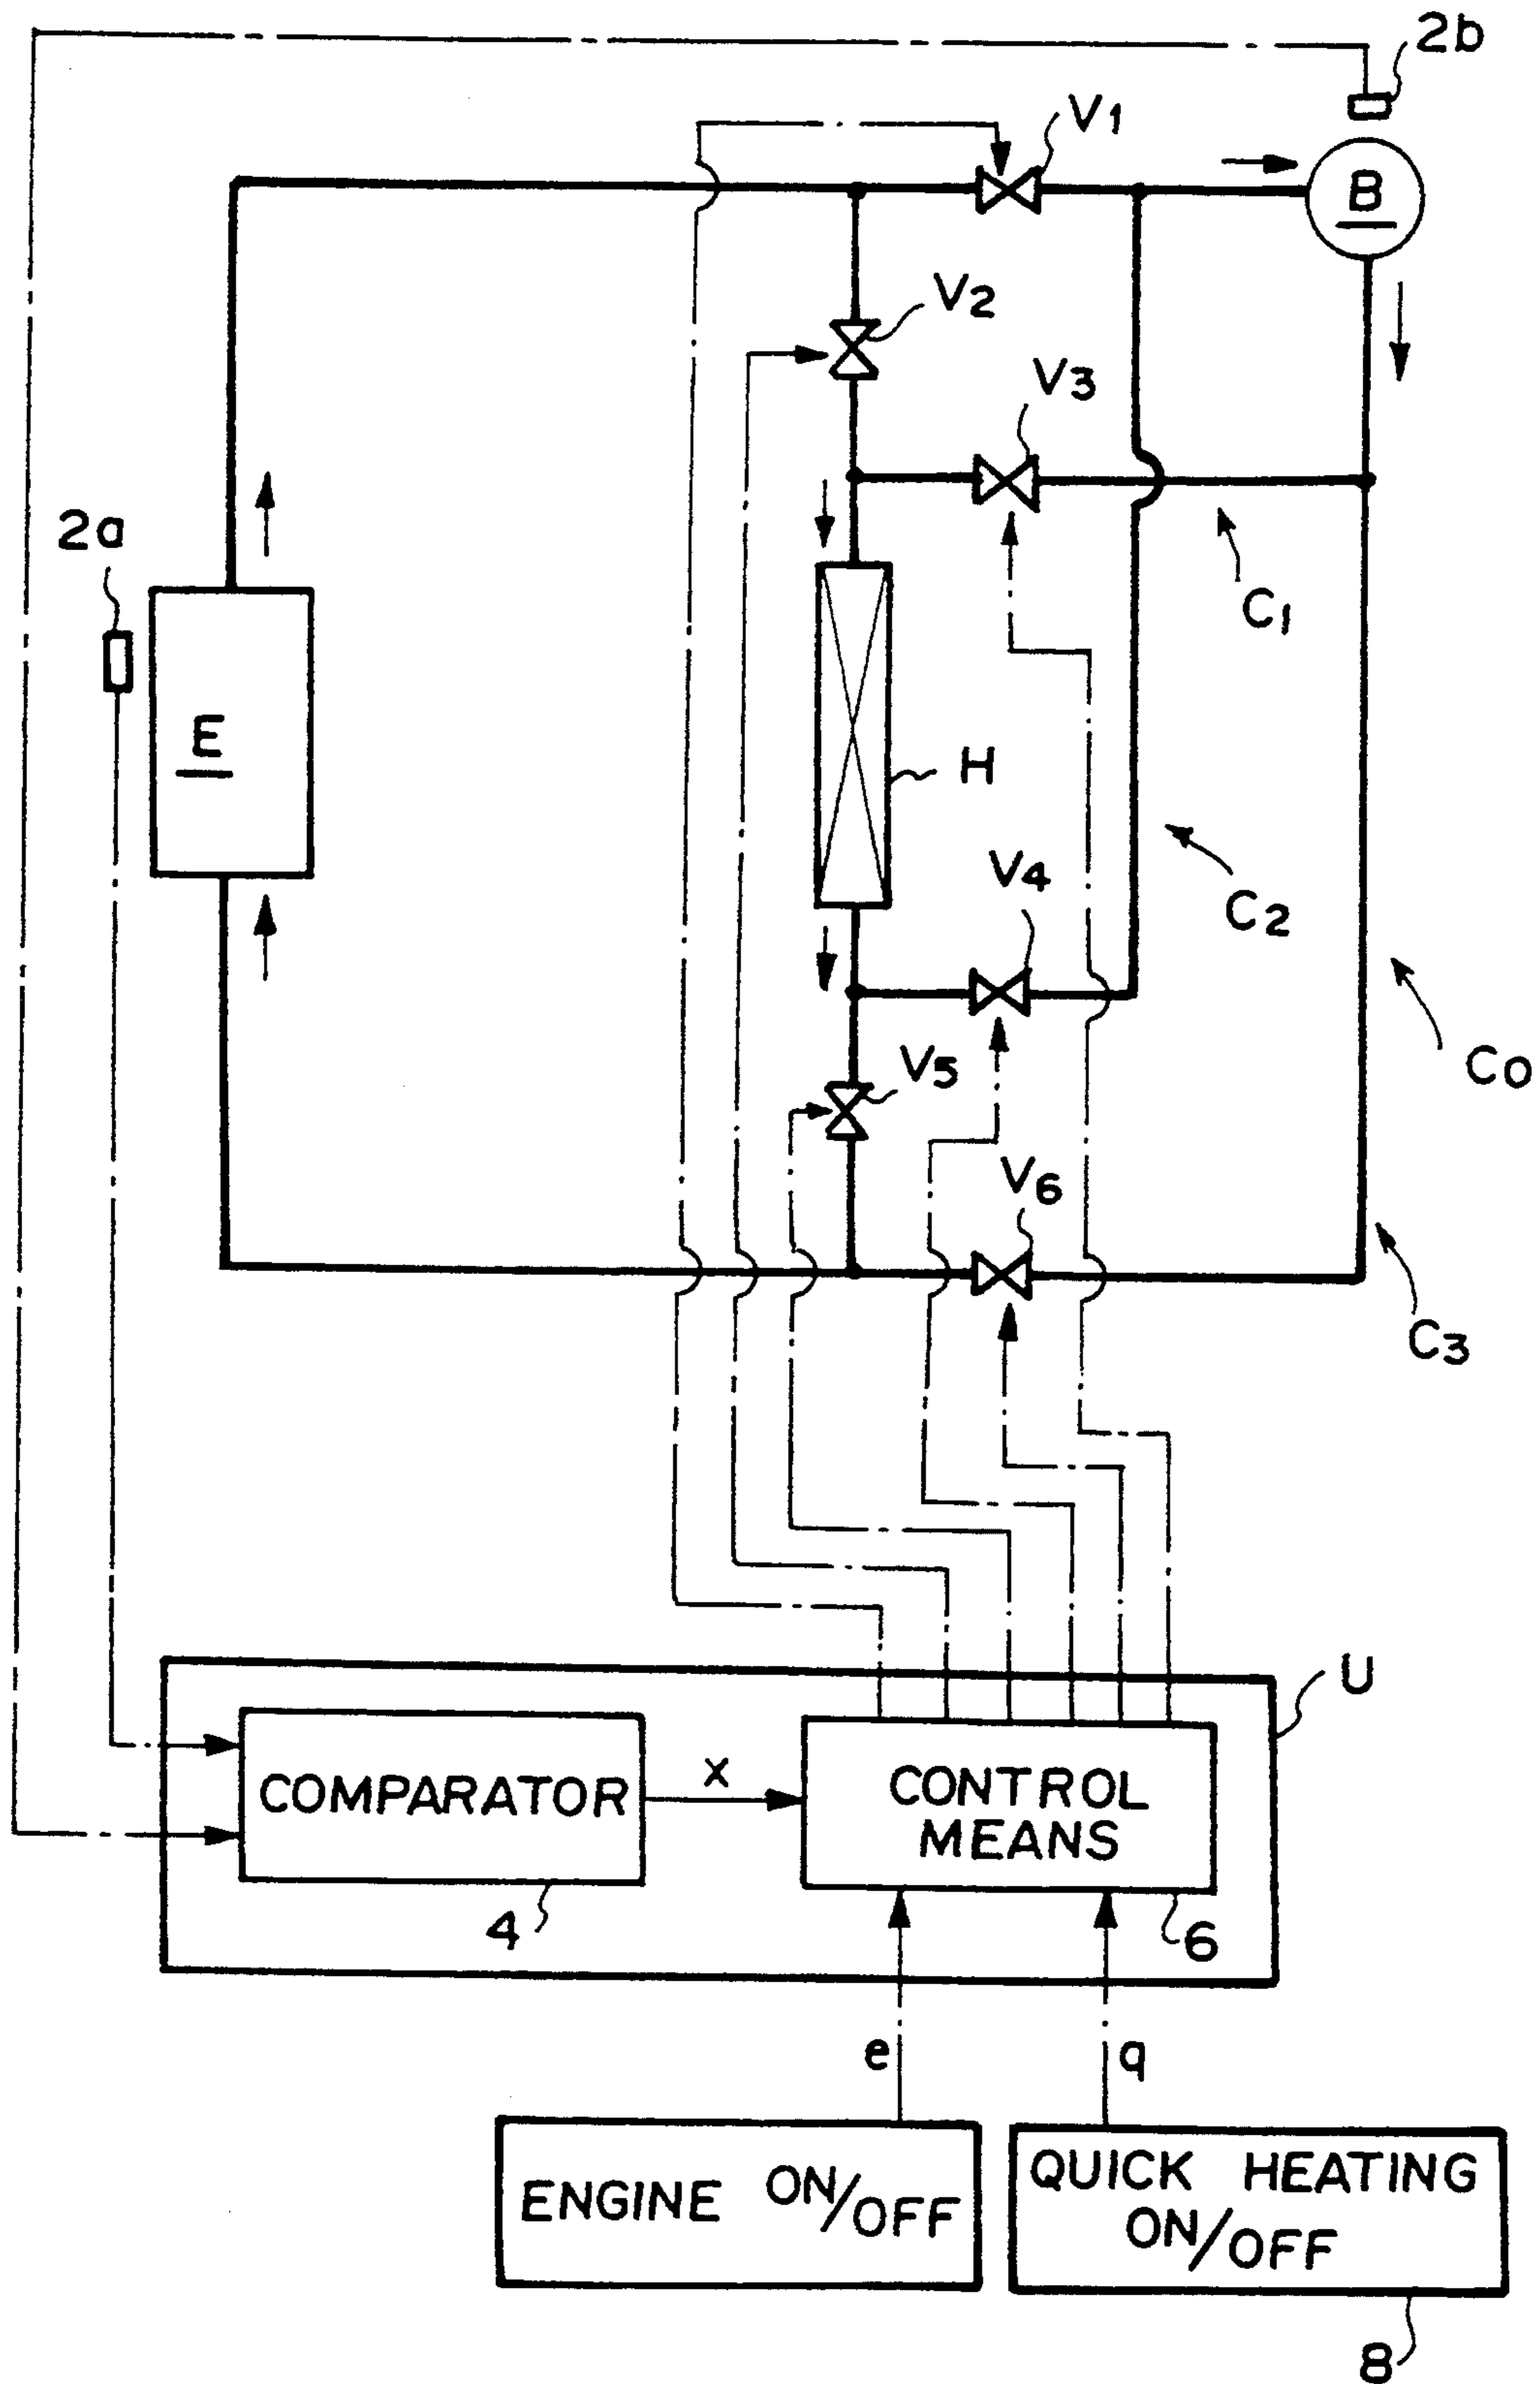 2b
V1
B
V2
V3
2a
C1
E
H
V4
C2
V5
C0
V6
C3
U
COMPARATOR
X
CONTROL
MEANS
4
6
e
q
ENGINE ON/OFF
QUICK HEATING
ON/OFF
8